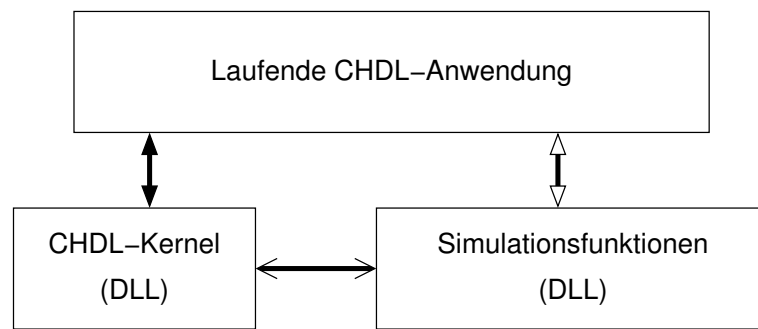 Laufende CHDL−Anwendung
CHDL−Kernel
(DLL)
Simulationsfunktionen
(DLL)